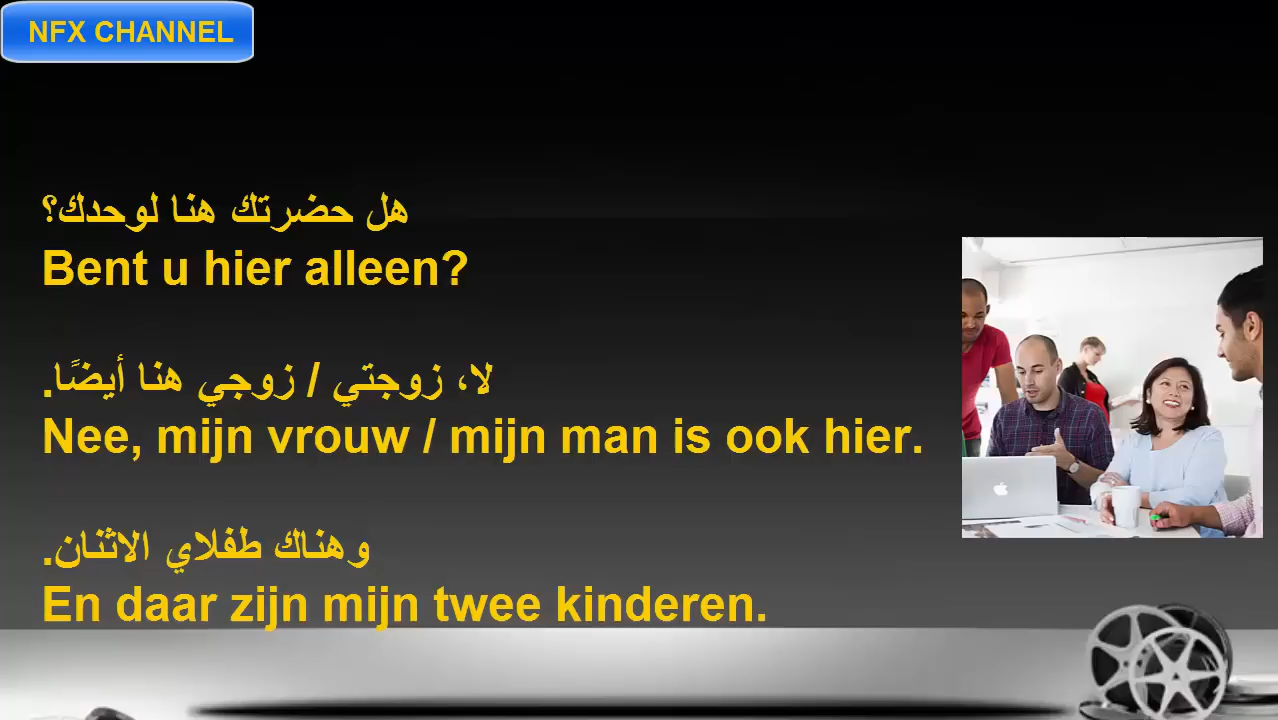 NFX CHANNEL
هل حضرتك هنا لوحدك؟
Bent u hier alleen?
لا، زوجتي / زوجي هنا أيضًا.
Nee, mijn vrouw / mijn man is ook hier.
وهناك طفلاي الاثنان.
En daar zijn mijn twee kinderen.